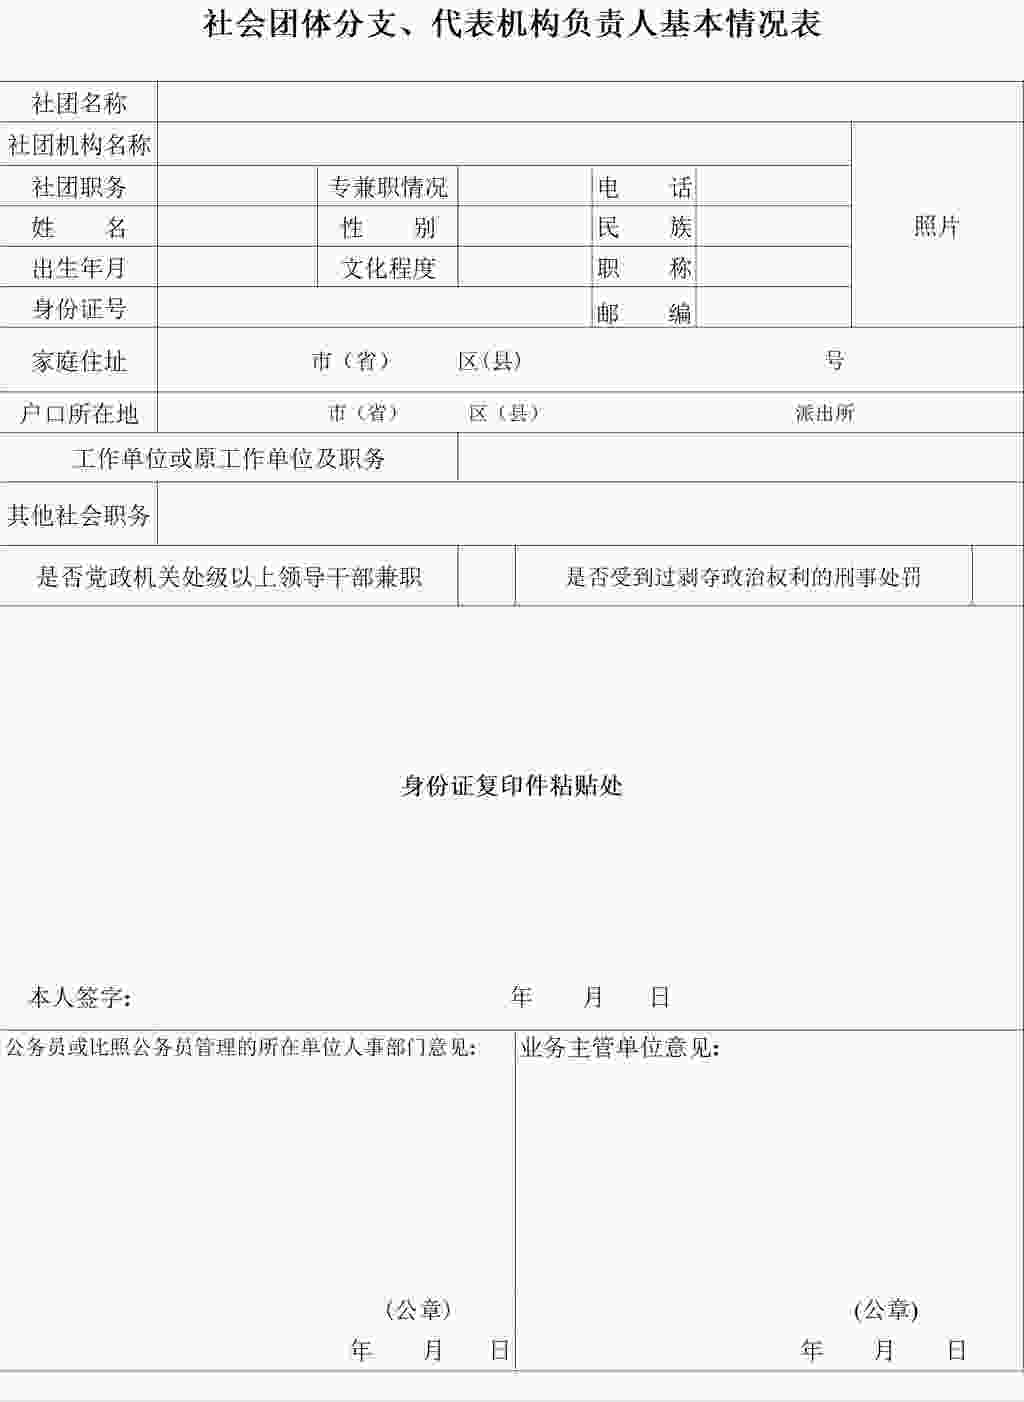 社会团体分支、代表机构负责人基本情况表
社团名称
社团机构名称
社团职务 专兼职情况 电 话
姓 名 性 别 民 族 照片
出生年月 文化程度 职 称
身份证号 邮 编
家庭住址 市（省） 区(县) 号
户口所在地 市（省） 区（县） 派出所
工作单位或原工作单位及职务
其他社会职务
是否党政机关处级以上领导干部兼职 是否受到过剥夺政治权利的刑事处罚
身份证复印件粘贴处
本人签字： 年 月 日
公务员或比照公务员管理的所在单位人事部门意见： 业务主管单位意见：
(公章) (公章)
年 月 日 年 月 日